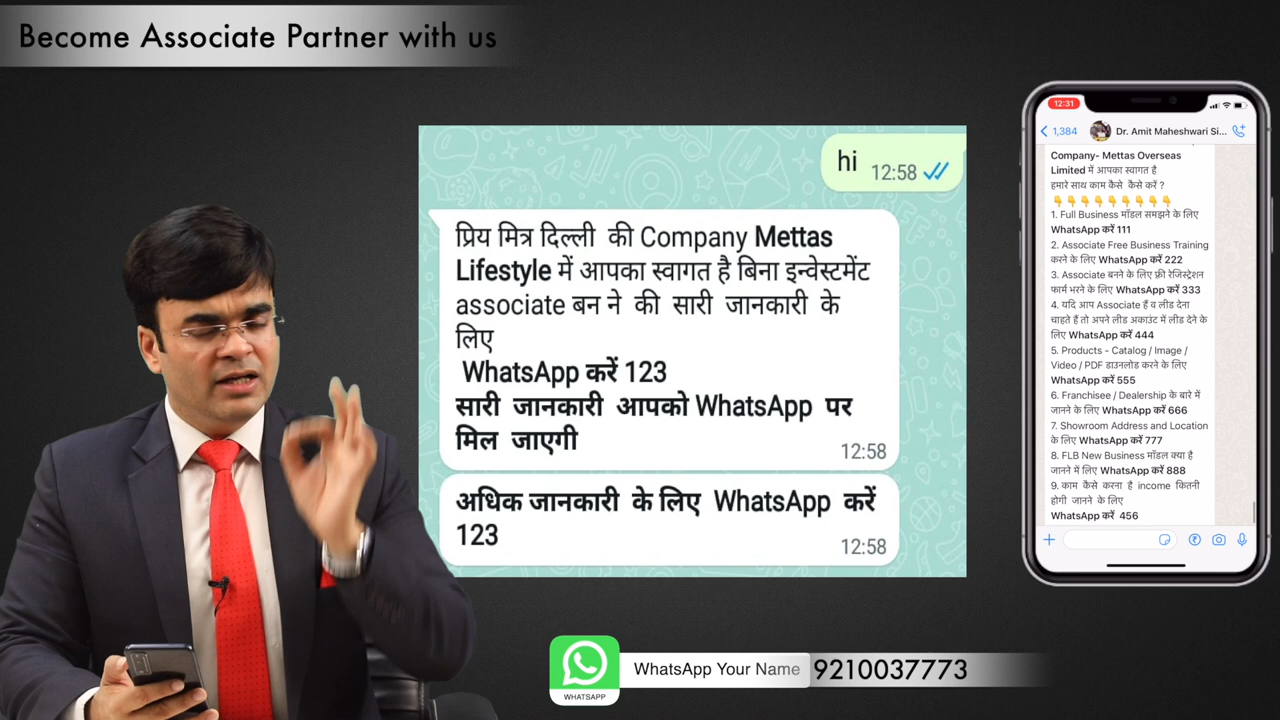 Become Associate Partner with us
hi
12:58
प्रिय मित्र दिल्ली की Company Mettas
Lifestyle में आपका स्वागत है बिना इन्वेस्टमेंट
associate बन ने की सारी जानकारी के
लिए
WhatsApp करें 123
सारी जानकारी आपको WhatsApp पर
मिल जाएगी
12:58
अधिक जानकारी के लिए WhatsApp करें
123
12:58
12:31
1,384
Dr. Amit Maheshwari Si...
Company- Mettas Overseas
Limited में आपका स्वागत है
हमारे साथ काम कैसे कैसे करें ?
👇👇👇👇👇👇👇👇👇
1. Full Business मॉडल समझने के लिए
WhatsApp करें 111
2. Associate Free Business Training
करने के लिए WhatsApp करें 222
3. Associate बनने के लिए फ्री रेजिस्ट्रेशन
फार्म भरने के लिए WhatsApp करें 333
4. यदि आप Associate हैं व लीड देना
चाहते हैं तो अपने लीड अकाउंट में लीड देने के
लिए WhatsApp करें 444
5. Products - Catalog / Image /
Video / PDF डाउनलोड करने के लिए
WhatsApp करें 555
6. Franchisee / Dealership के बारे में
जानने के लिए WhatsApp करें 666
7. Showroom Address and Location
के लिए WhatsApp करें 777
8. FLB New Business मॉडल क्या है
जानने में लिए WhatsApp करें 888
9. काम कैसे करना है income कितनी
होगी जानने के लिए
WhatsApp करें 456
WhatsApp Your Name 9210037773
WHATSAPP